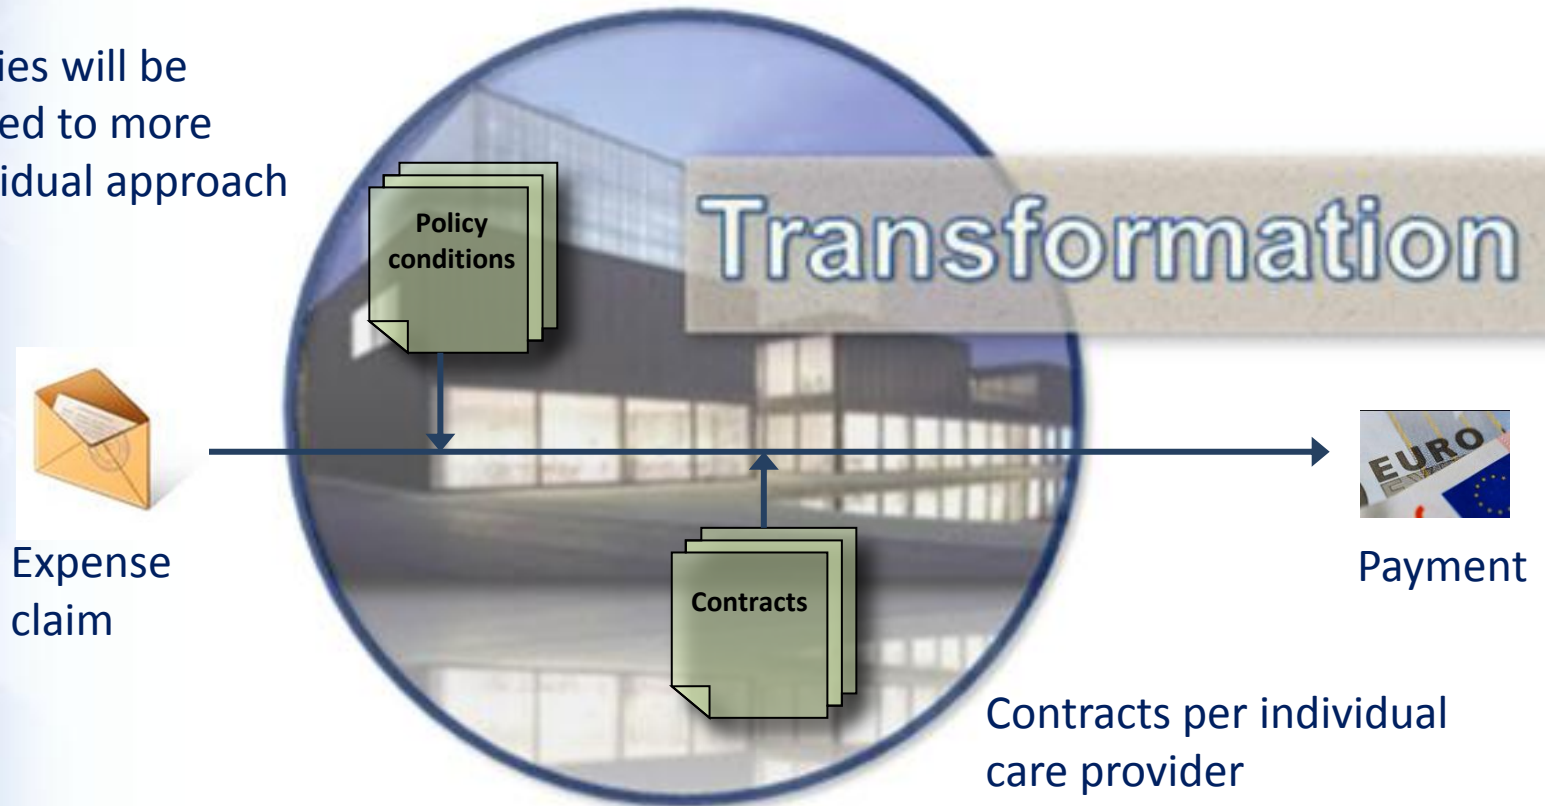 ies will be
ed to more
idual approach
Policy
conditions
Transformation
Expense
claim
EURO
Payment
Contracts
Contracts per individual
care provider